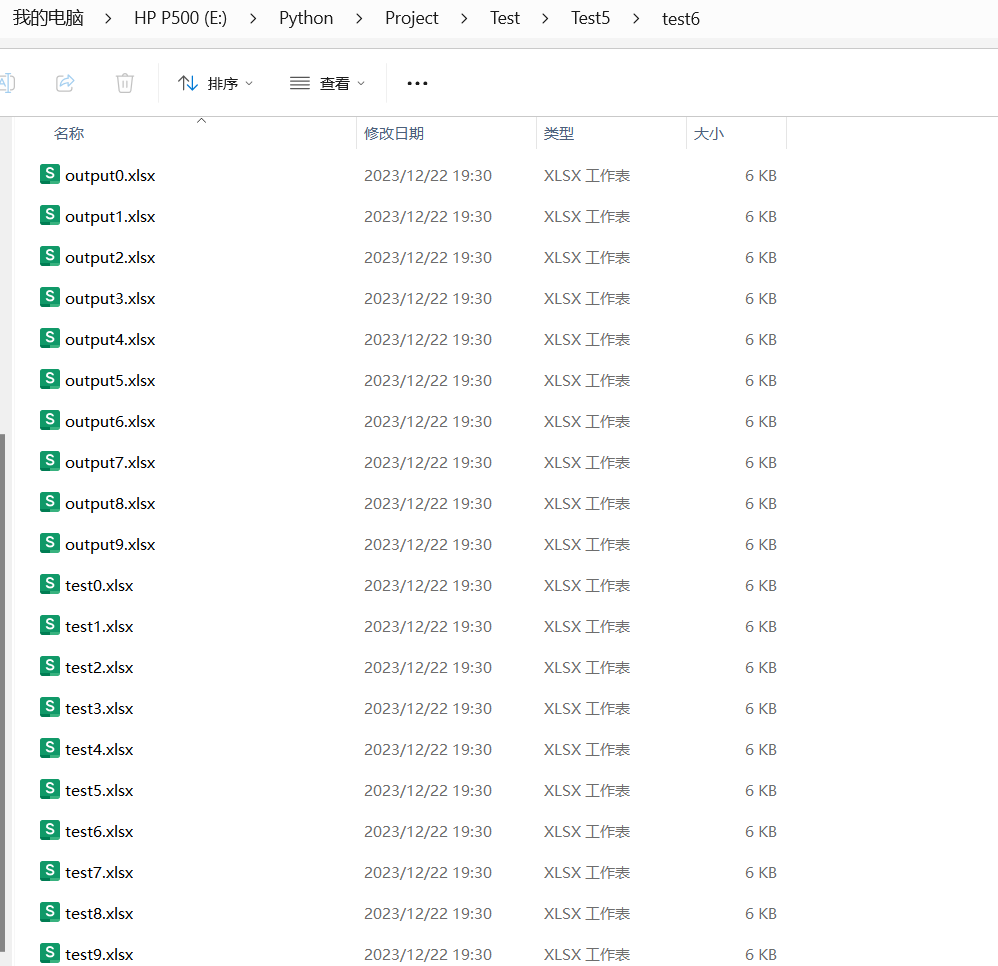 我的电脑 > HP P500 (E:) > Python > Project > Test > Test5 > test6
排序 查看 •••
名称 修改日期 类型 大小
output0.xlsx 2023/12/22 19:30 XLSX 工作表 6 KB
output1.xlsx 2023/12/22 19:30 XLSX 工作表 6 KB
output2.xlsx 2023/12/22 19:30 XLSX 工作表 6 KB
output3.xlsx 2023/12/22 19:30 XLSX 工作表 6 KB
output4.xlsx 2023/12/22 19:30 XLSX 工作表 6 KB
output5.xlsx 2023/12/22 19:30 XLSX 工作表 6 KB
output6.xlsx 2023/12/22 19:30 XLSX 工作表 6 KB
output7.xlsx 2023/12/22 19:30 XLSX 工作表 6 KB
output8.xlsx 2023/12/22 19:30 XLSX 工作表 6 KB
output9.xlsx 2023/12/22 19:30 XLSX 工作表 6 KB
test0.xlsx 2023/12/22 19:30 XLSX 工作表 6 KB
test1.xlsx 2023/12/22 19:30 XLSX 工作表 6 KB
test2.xlsx 2023/12/22 19:30 XLSX 工作表 6 KB
test3.xlsx 2023/12/22 19:30 XLSX 工作表 6 KB
test4.xlsx 2023/12/22 19:30 XLSX 工作表 6 KB
test5.xlsx 2023/12/22 19:30 XLSX 工作表 6 KB
test6.xlsx 2023/12/22 19:30 XLSX 工作表 6 KB
test7.xlsx 2023/12/22 19:30 XLSX 工作表 6 KB
test8.xlsx 2023/12/22 19:30 XLSX 工作表 6 KB
test9.xlsx 2023/12/22 19:30 XLSX 工作表 6 KB